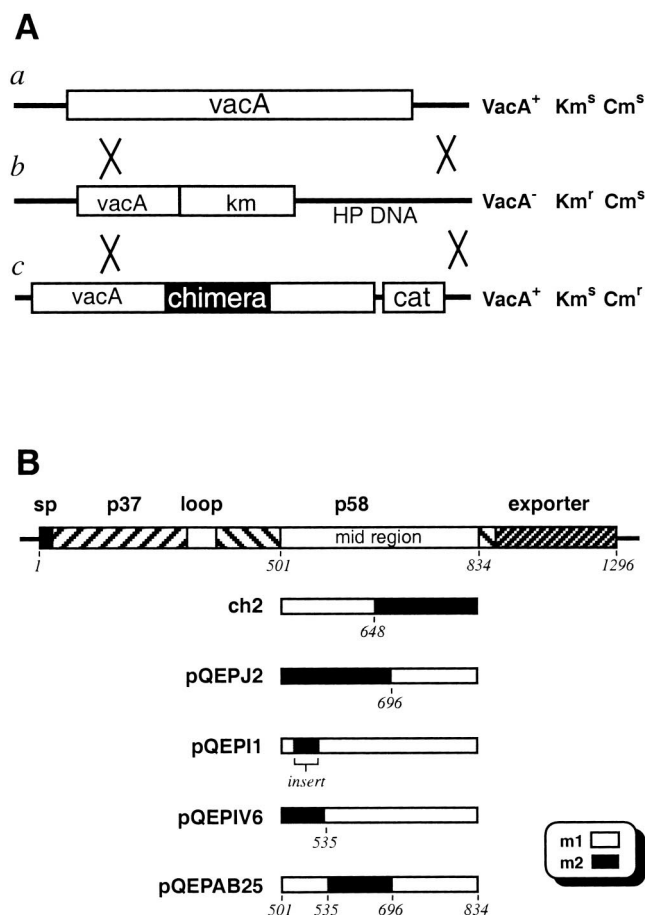 A
a
vacA
VacA+ Kms Cms
b
vacA km
HP DNA
VacA- Kmr Cms
c
vacA chimera cat
VacA+ Kms Cmr
B
sp p37 loop p58 exporter
mid region
1 501 834 1296
ch2
648
pQEPJ2
696
pQEPI1
insert
pQEPIV6
535
m1
m2
pQEPAB25
501 535 696 834